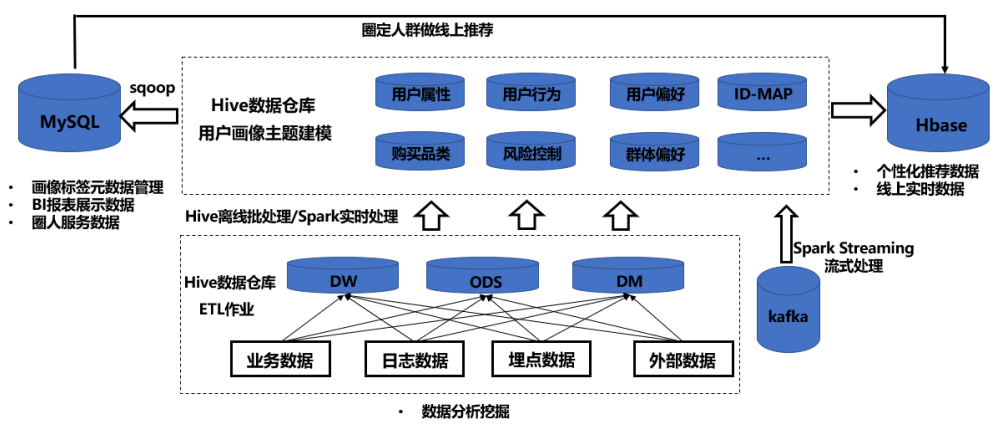 圈定人群做线上推荐
sqoop
MySQL
Hive数据仓库
用户画像主题建模
用户属性
用户行为
用户偏好
ID-MAP
购买品类
风险控制
群体偏好
...
Hbase
• 画像标签元数据管理
• BI报表展示数据
• 圈人服务数据
• 个性化推荐数据
• 线上实时数据
Hive离线批处理/Spark实时处理
Spark Streaming
流式处理
kafka
Hive数据仓库
ETL作业
DW
ODS
DM
业务数据
日志数据
埋点数据
外部数据
• 数据分析挖掘